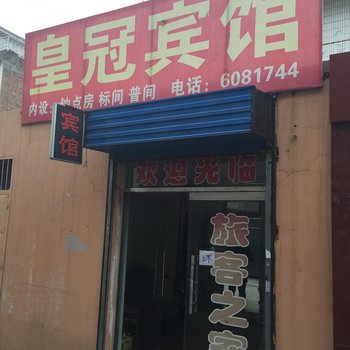 皇冠宾馆
内设：钟点房 标间 普间 电话：6081744
宾馆
欢迎光临
旅客之家